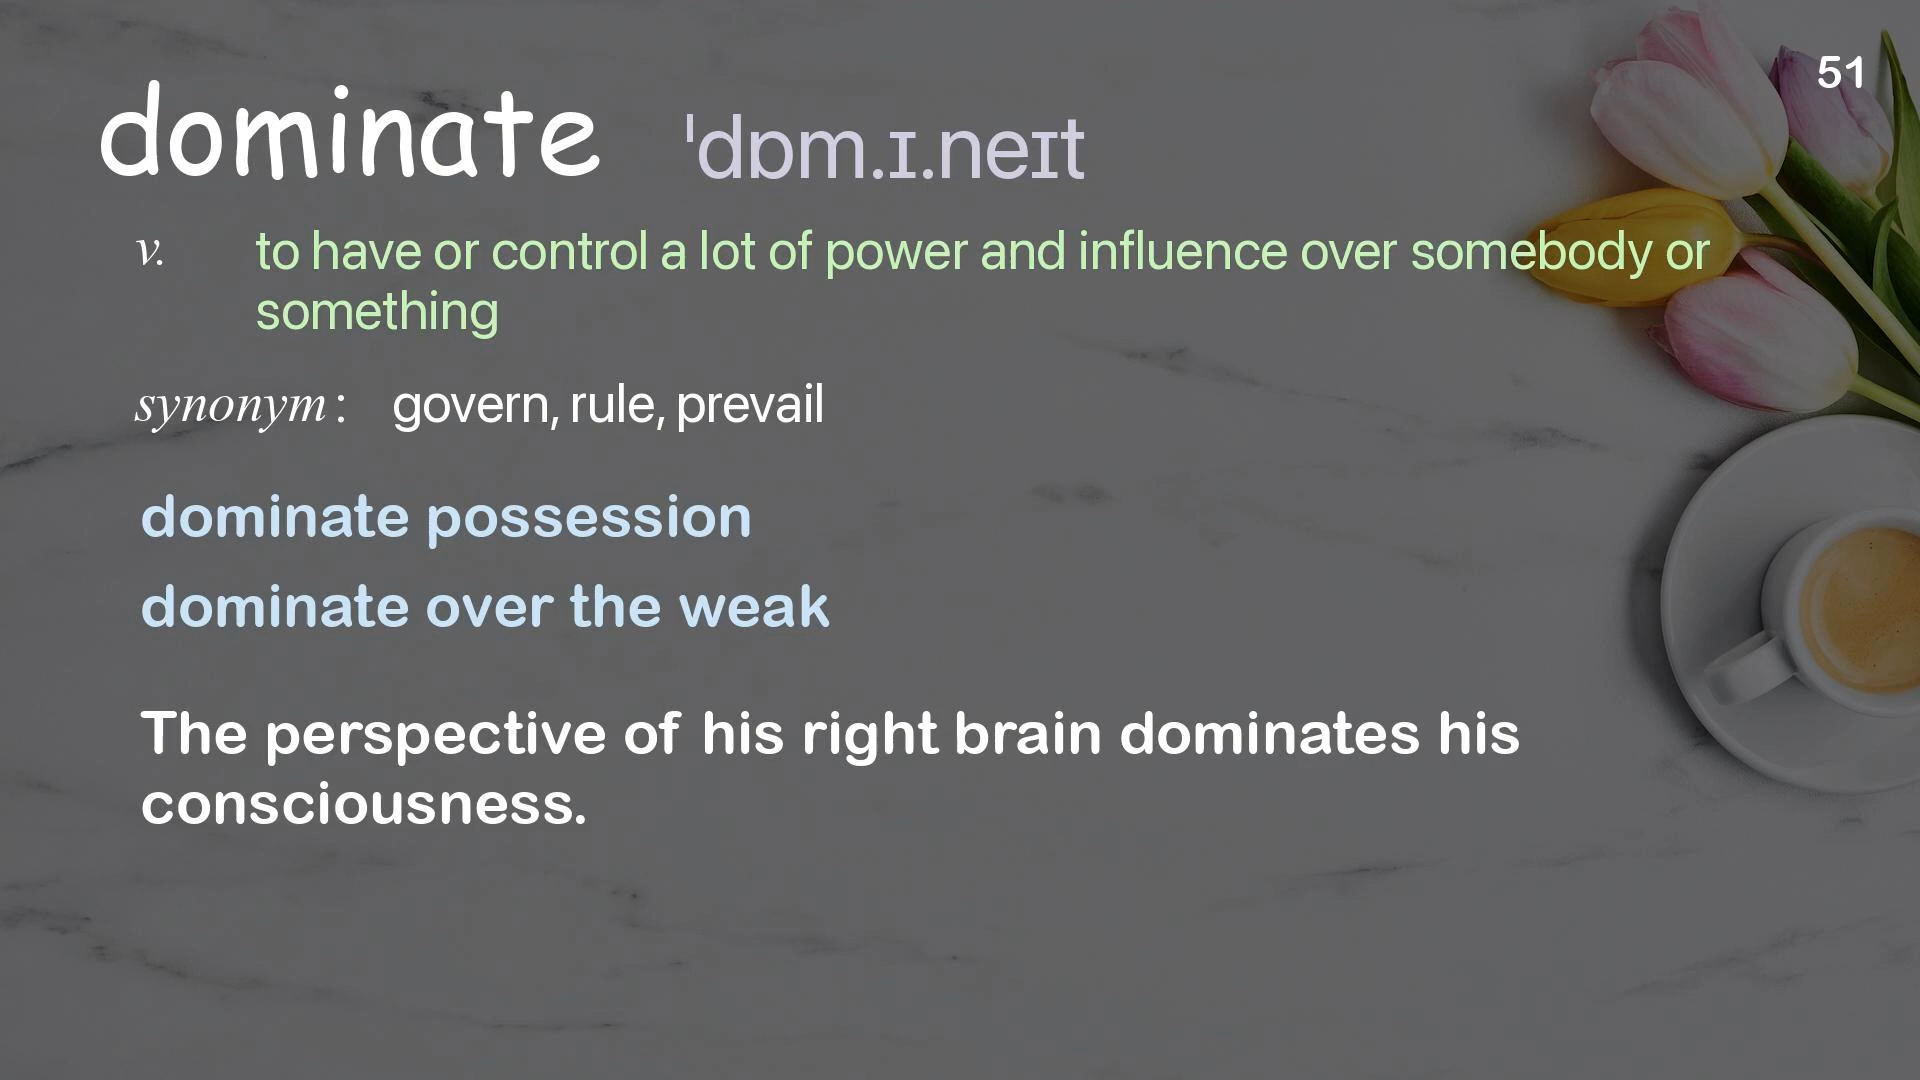 51
dominate ˈdɒm.ɪ.neɪt
v. to have or control a lot of power and influence over somebody or
something
synonym : govern, rule, prevail
dominate possession
dominate over the weak
The perspective of his right brain dominates his
consciousness.